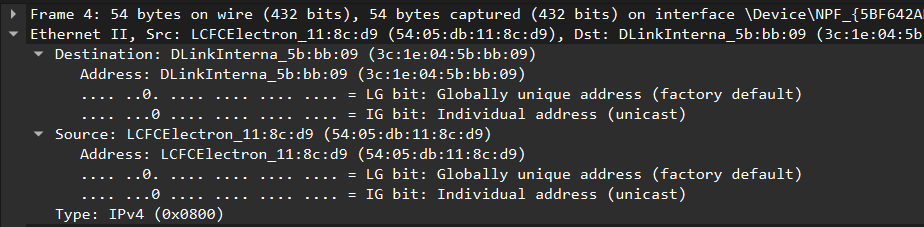 Frame 4: 54 bytes on wire (432 bits), 54 bytes captured (432 bits) on interface \Device\NPF_{5BF642A
Ethernet II, Src: LCFCElectron_11:8c:d9 (54:05:db:11:8c:d9), Dst: DLinkInterna_5b:bb:09 (3c:1e:04:5b
Destination: DLinkInterna_5b:bb:09 (3c:1e:04:5b:bb:09)
Address: DLinkInterna_5b:bb:09 (3c:1e:04:5b:bb:09)
.... ..0. .... .... .... .... = LG bit: Globally unique address (factory default)
.... ...0 .... .... .... .... = IG bit: Individual address (unicast)
Source: LCFCElectron_11:8c:d9 (54:05:db:11:8c:d9)
Address: LCFCElectron_11:8c:d9 (54:05:db:11:8c:d9)
.... ..0. .... .... .... .... = LG bit: Globally unique address (factory default)
.... ...0 .... .... .... .... = IG bit: Individual address (unicast)
Type: IPv4 (0x0800)